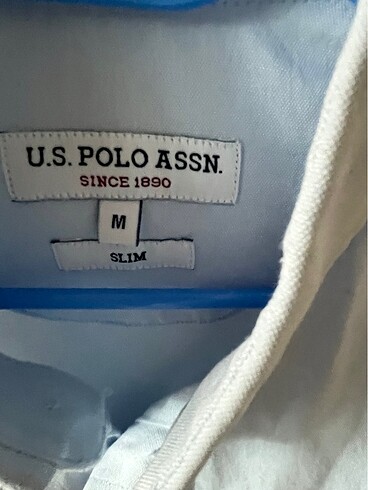 U.S. POLO ASSN.
SINCE 1890
M
SLIM